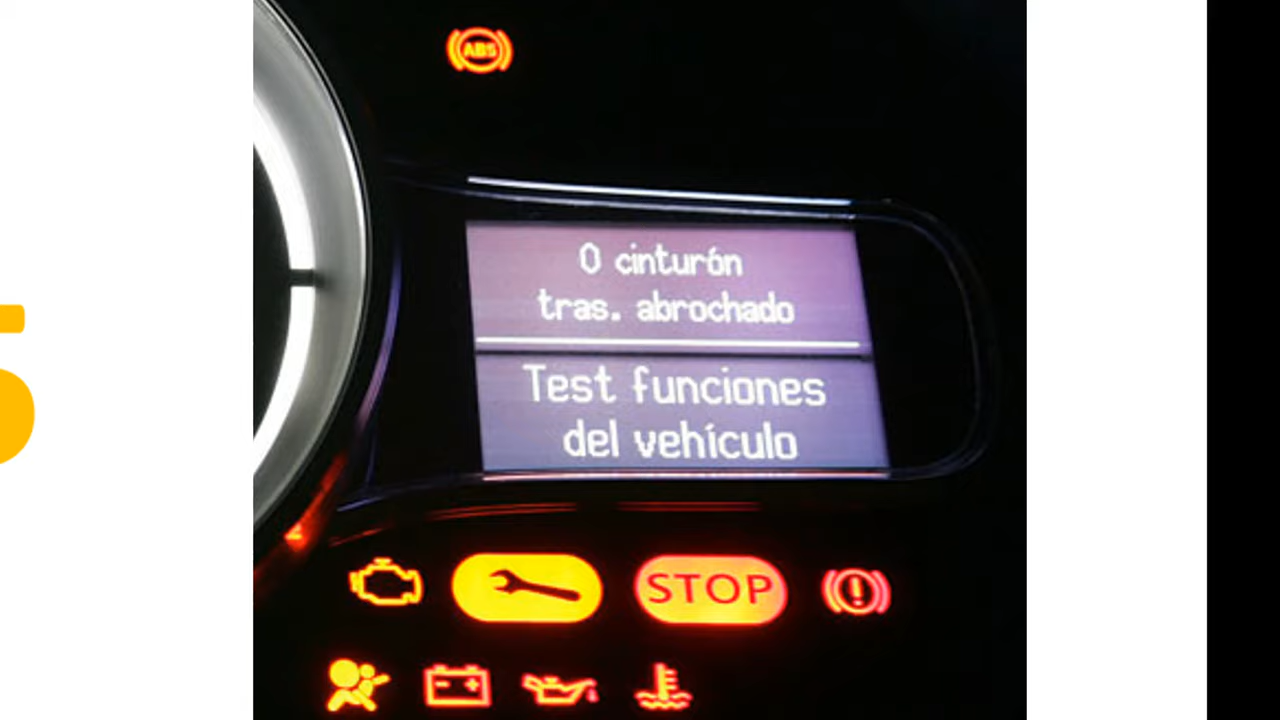 ABS
0 cinturón
tras. abrochado
Test funciones
del vehículo
STOP